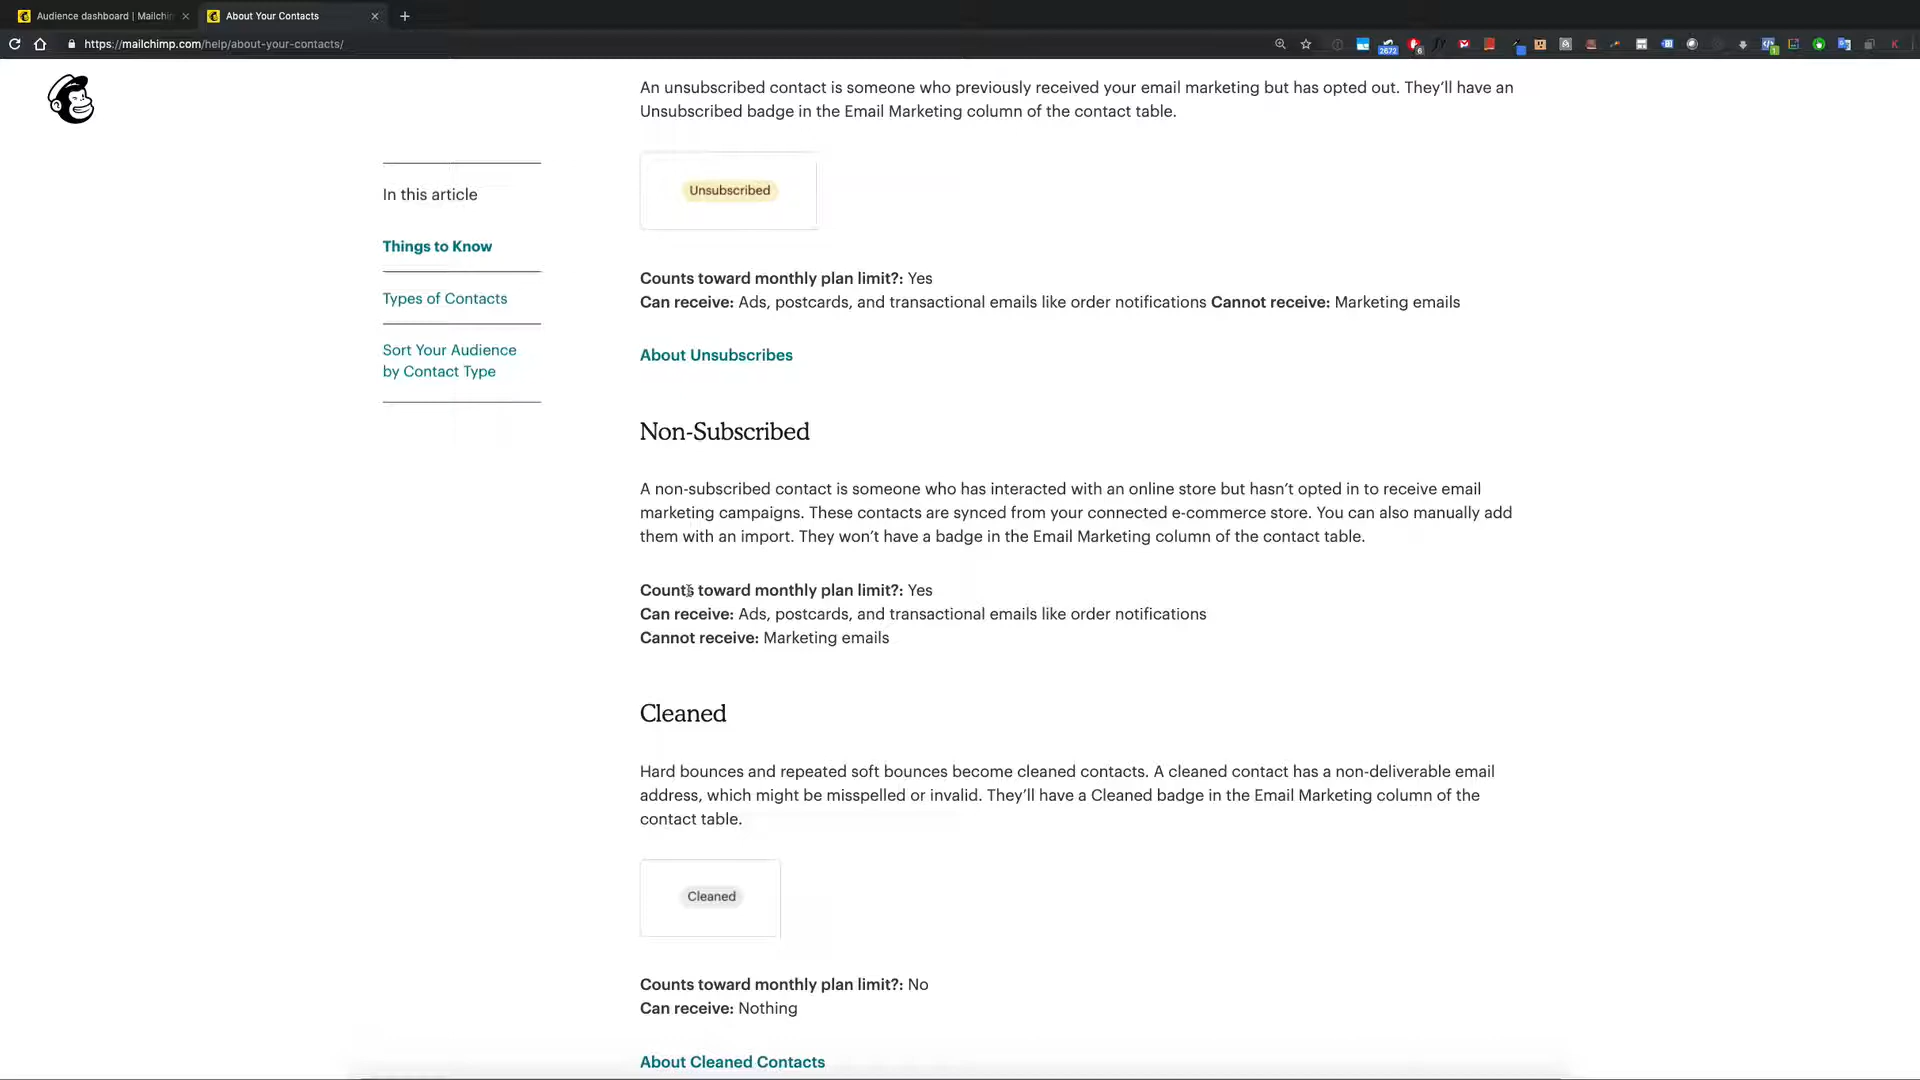 Audience dashboard | Mailchi
About Your Contacts
https://mailchimp.com/help/about-your-contacts/
2672
6
1
An unsubscribed contact is someone who previously received your email marketing but has opted out. They’ll have an
Unsubscribed badge in the Email Marketing column of the contact table.
In this article
Things to Know
Types of Contacts
Sort Your Audience
by Contact Type
Unsubscribed
Counts toward monthly plan limit?: Yes
Can receive: Ads, postcards, and transactional emails like order notifications Cannot receive: Marketing emails
About Unsubscribes
Non-Subscribed
A non-subscribed contact is someone who has interacted with an online store but hasn’t opted in to receive email
marketing campaigns. These contacts are synced from your connected e-commerce store. You can also manually add
them with an import. They won’t have a badge in the Email Marketing column of the contact table.
Counts toward monthly plan limit?: Yes
Can receive: Ads, postcards, and transactional emails like order notifications
Cannot receive: Marketing emails
Cleaned
Hard bounces and repeated soft bounces become cleaned contacts. A cleaned contact has a non-deliverable email
address, which might be misspelled or invalid. They’ll have a Cleaned badge in the Email Marketing column of the
contact table.
Cleaned
Counts toward monthly plan limit?: No
Can receive: Nothing
About Cleaned Contacts